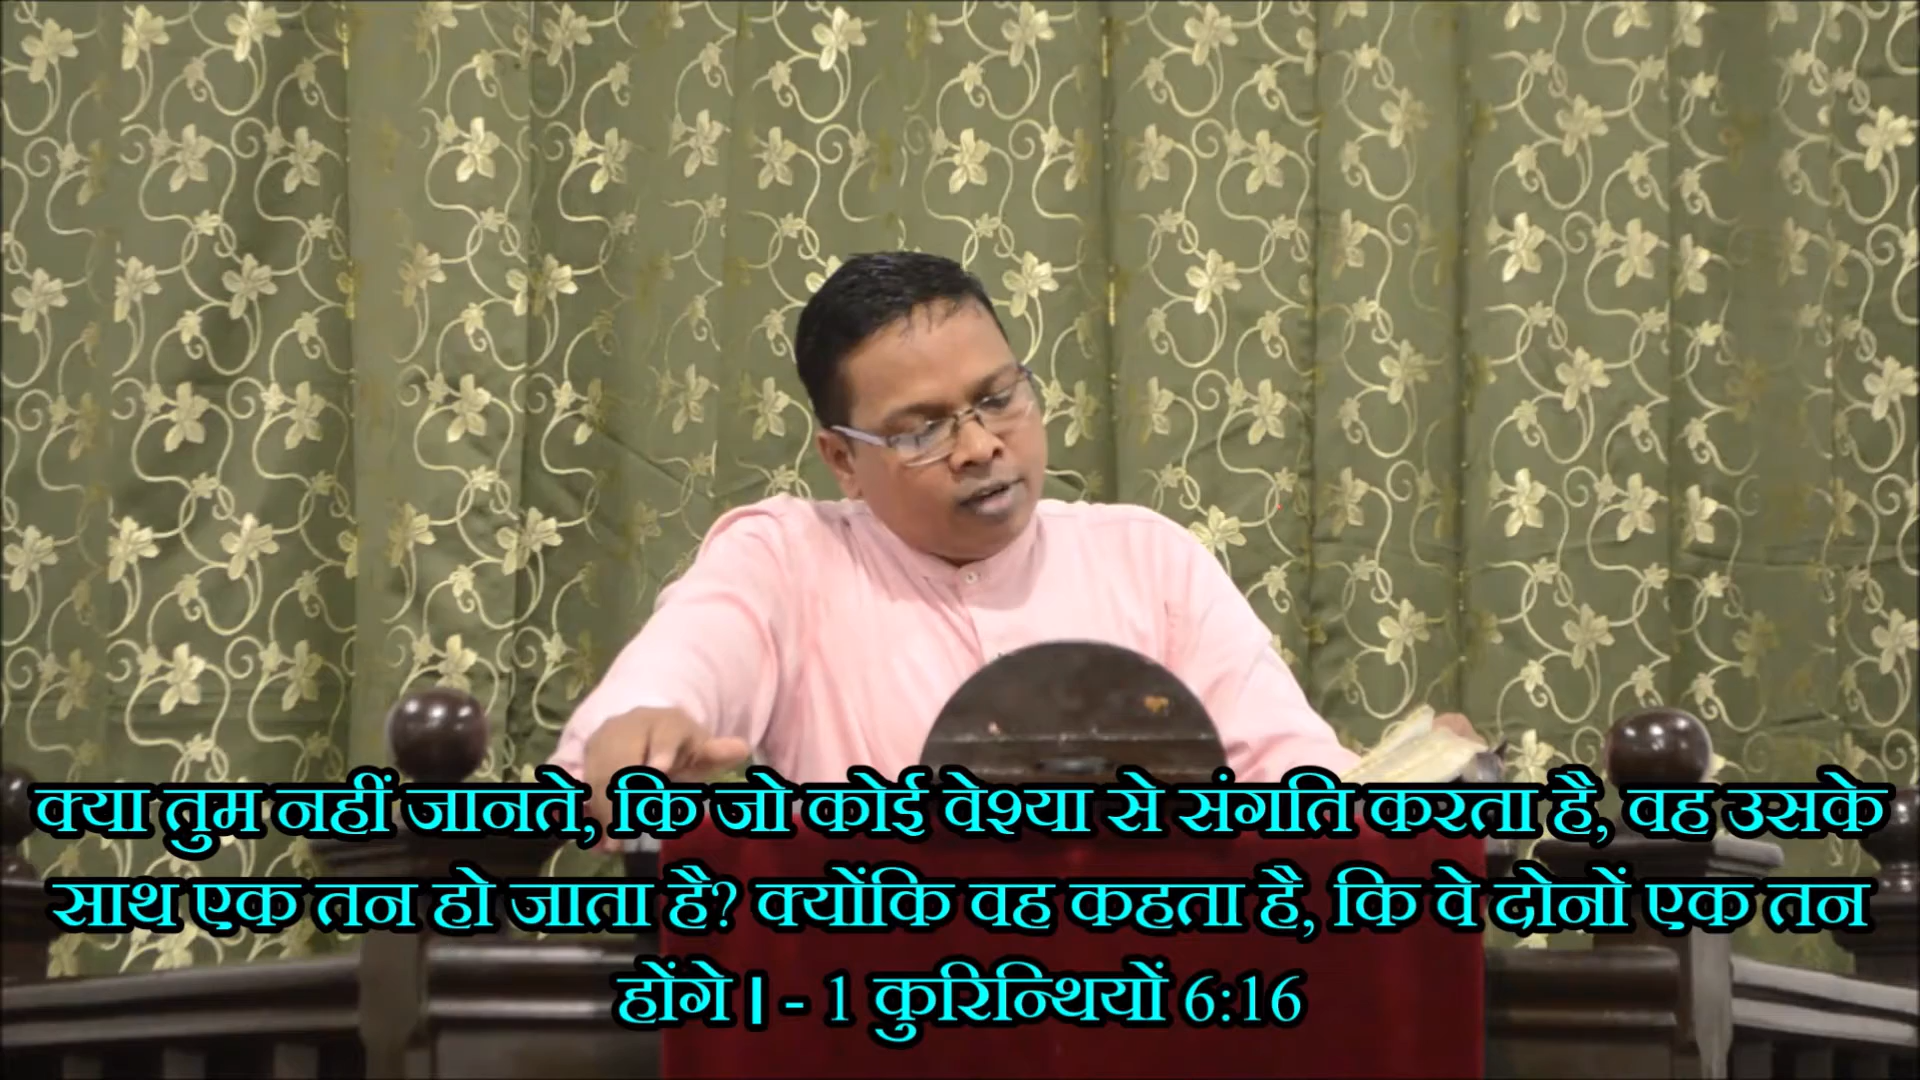 क्या तुम नहीं जानते, कि जो कोई वेश्या से संगति करता है, वह उसके
साथ एक तन हो जाता है? क्योंकि वह कहता है, कि वे दोनों एक तन
होंगे। - 1 कुरिन्थियों 6:16